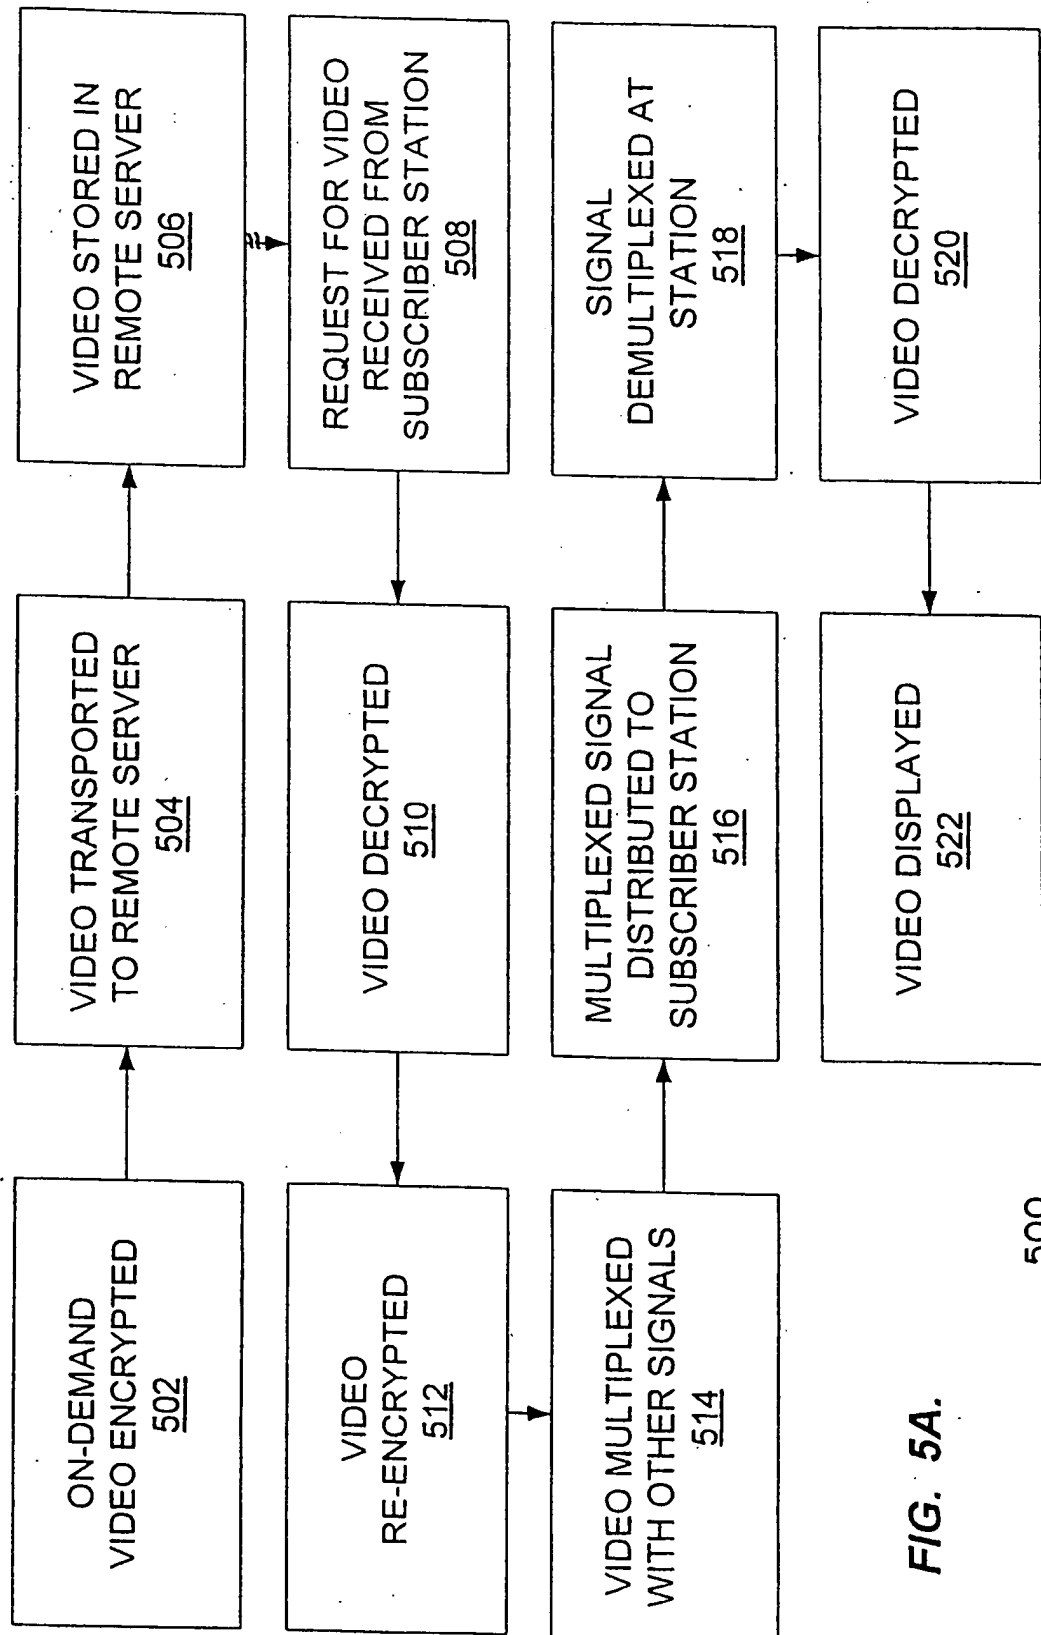 ON-DEMAND
VIDEO ENCRYPTED
502
VIDEO TRANSPORTED
TO REMOTE SERVER
504
VIDEO STORED IN
REMOTE SERVER
506
REQUEST FOR VIDEO
RECEIVED FROM
SUBSCRIBER STATION
508
VIDEO DECRYPTED
510
VIDEO
RE-ENCRYPTED
512
VIDEO MULTIPLEXED
WITH OTHER SIGNALS
514
MULTIPLEXED SIGNAL
DISTRIBUTED TO
SUBSCRIBER STATION
516
SIGNAL
DEMULTIPLEXED AT
STATION
518
VIDEO DECRYPTED
520
VIDEO DISPLAYED
522
FIG. 5A.
500